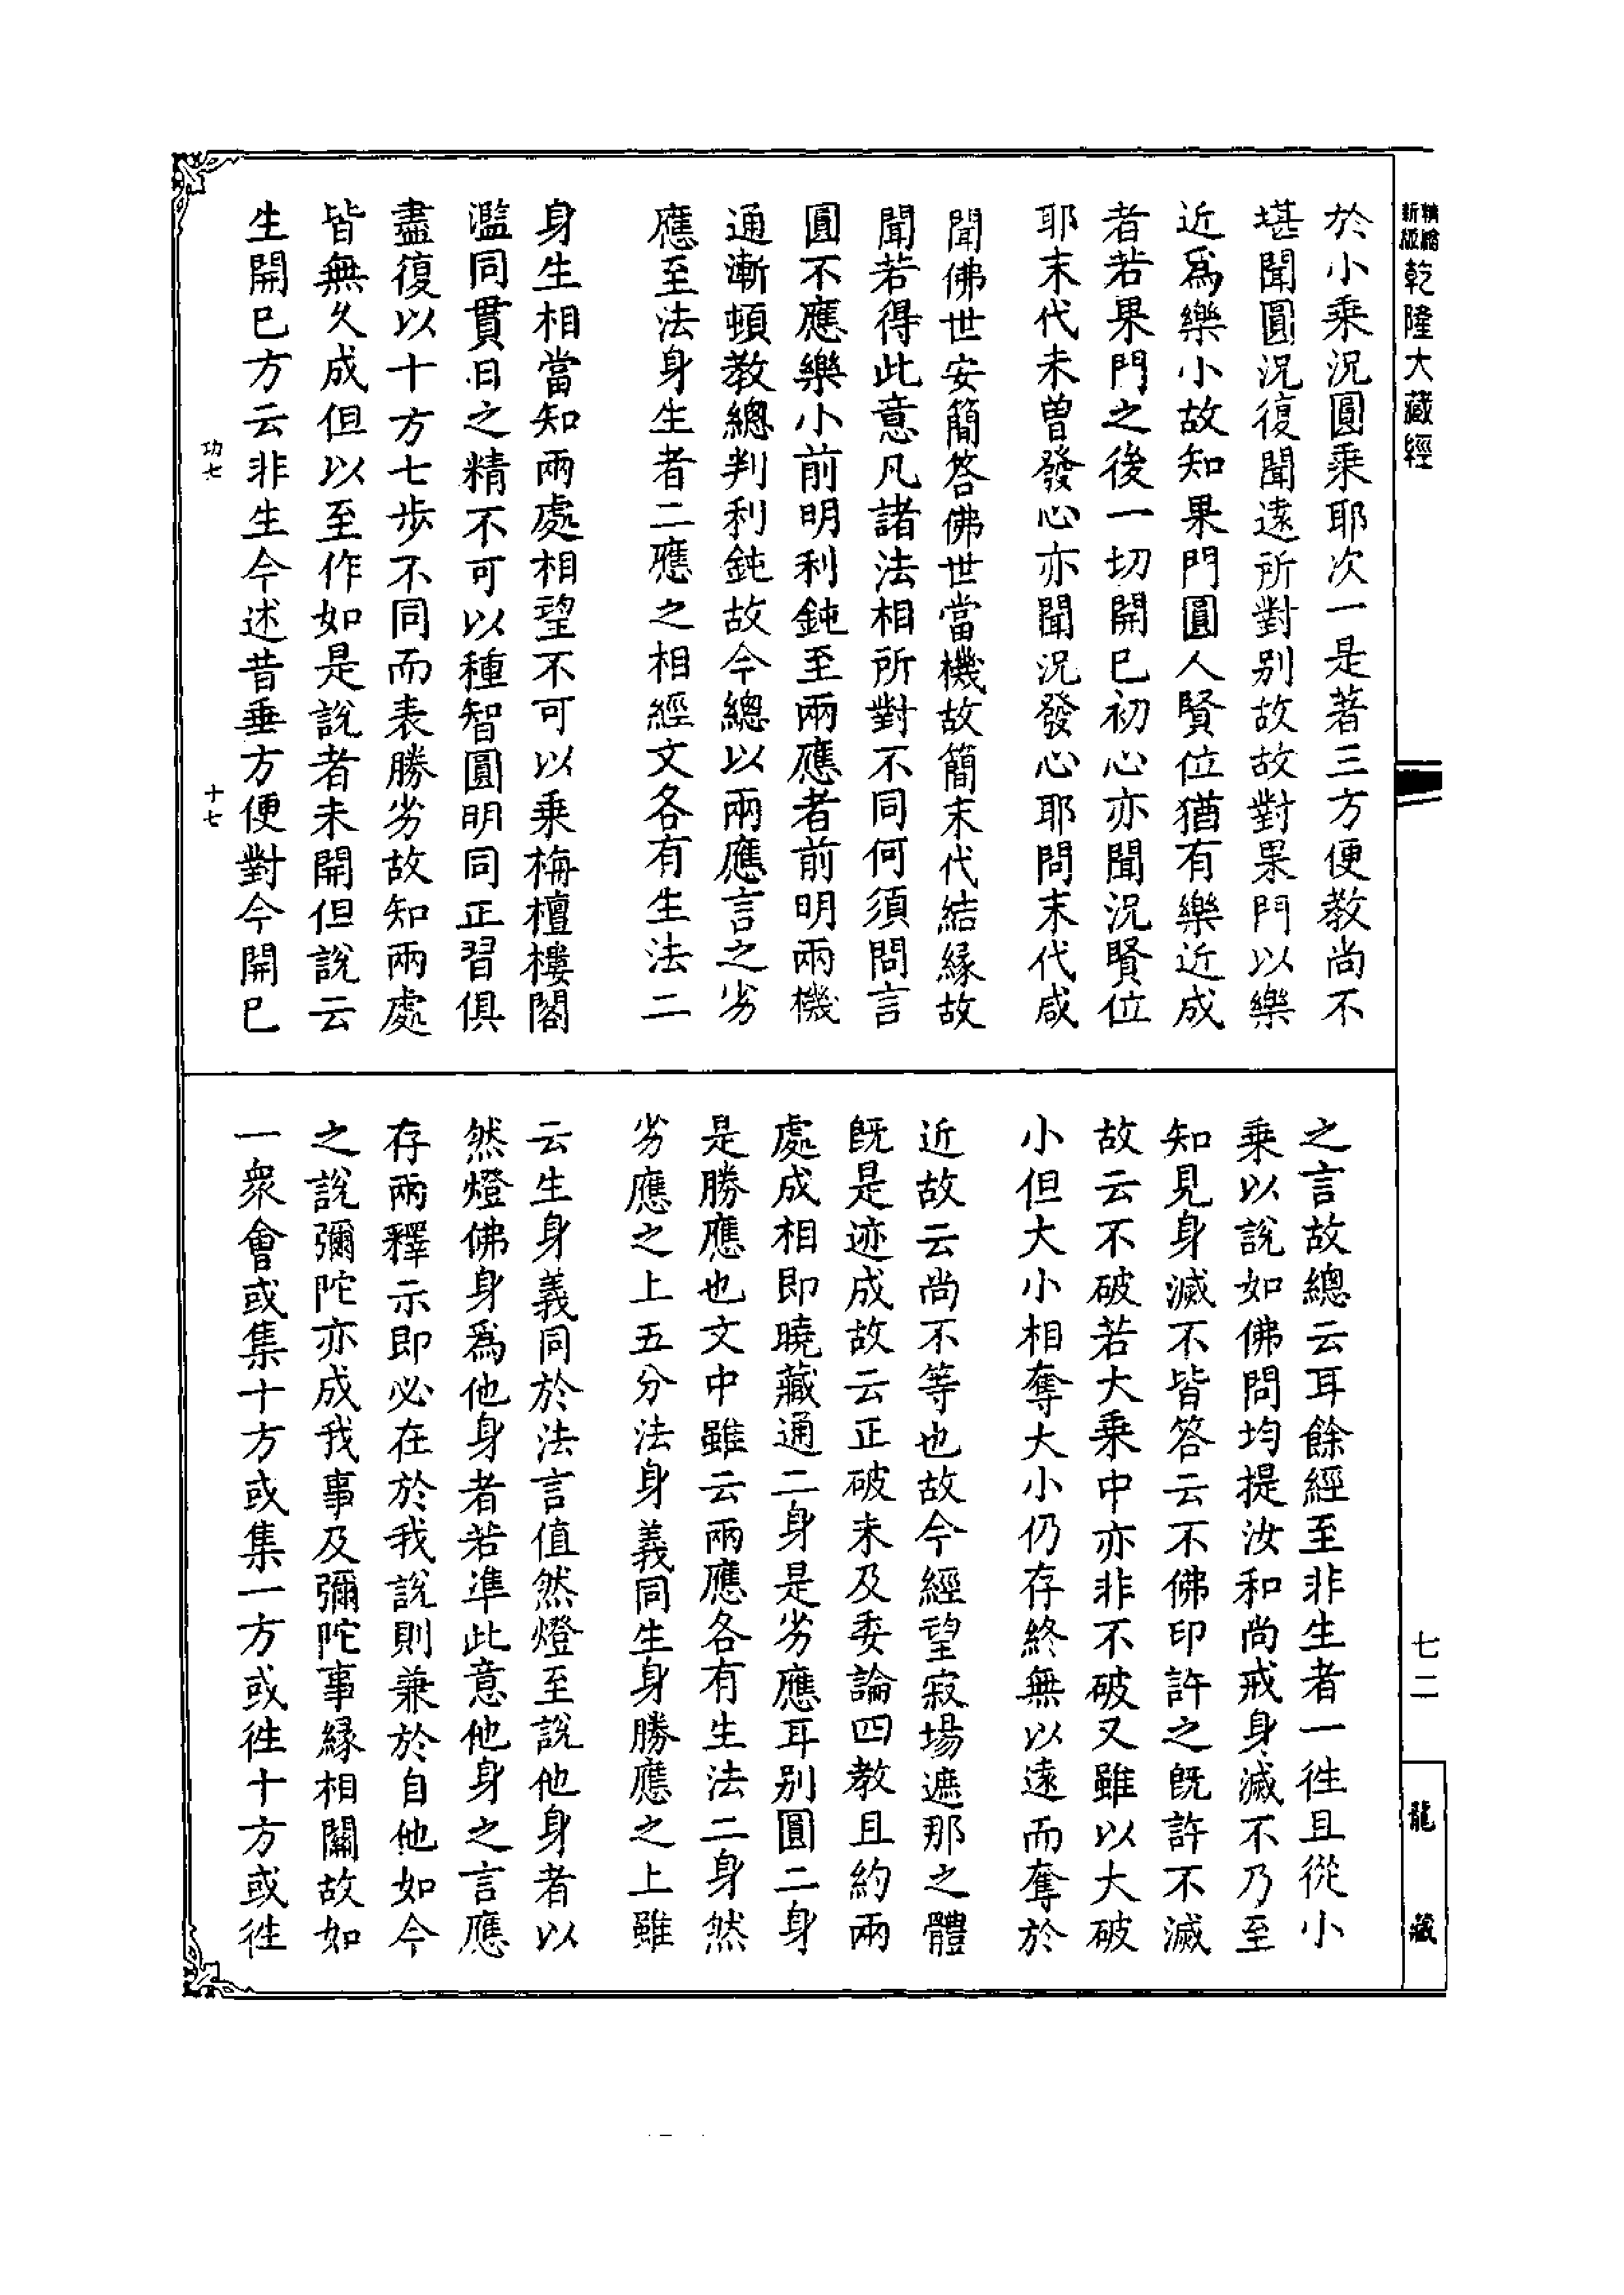 精繕
新版
乾隆大藏經
於小乘況圓乘耶次一是著三方便教尚不
堪聞圓況復聞遠所對別故故對果門以樂
近爲樂小故知果門圓人賢位猶有樂近成
者若果門之後一切開已初心亦聞況賢位
耶末代未曾發心亦聞況發心耶問末代咸
聞佛世安簡答佛世當機故簡末代結緣故
聞若得此意凡諸法相所對不同何須問言
圓不應樂小前明利鈍至兩應者前明兩機
通漸頓教總判利鈍故今總以兩應言之劣
應至法身生者二應之相經文各有生法二
身生相當知兩處相望不可以乘栴檀樓閣
濫同貫日之精不可以種智圓明同正習俱
盡復以十方七步不同而表勝劣故知兩處
皆無久成但以至作如是說者未開但說云
生開已方云非生今述昔垂方便對今開已
功七
十七
之言故總云耳餘經至非生者一往且從小
乘以說如佛問均提汝和尚戒身滅不乃至
知見身滅不皆答云不佛印許之既許不滅
故云不破若大乘中亦非不破又雖以大破
小但大小相奪大小仍存終無以遠而奪於
近故云尚不等也故今經望寂場遮那之體
既是迹成故云正破未及委論四教且約兩
處成相即曉藏通二身是劣應耳別圓二身
是勝應也文中雖云兩應各有生法二身然
劣應之上五分法身義同生身勝應之上雖
云生身義同於法言值然燈至說他身者以
然燈佛身爲他身者若準此意他身之言應
存兩釋示即必在於我說則兼於自他如今
之說彌陀亦成我事及彌陀事緣相關故如
一衆會或集十方或集一方或往十方或往
七二
龍藏